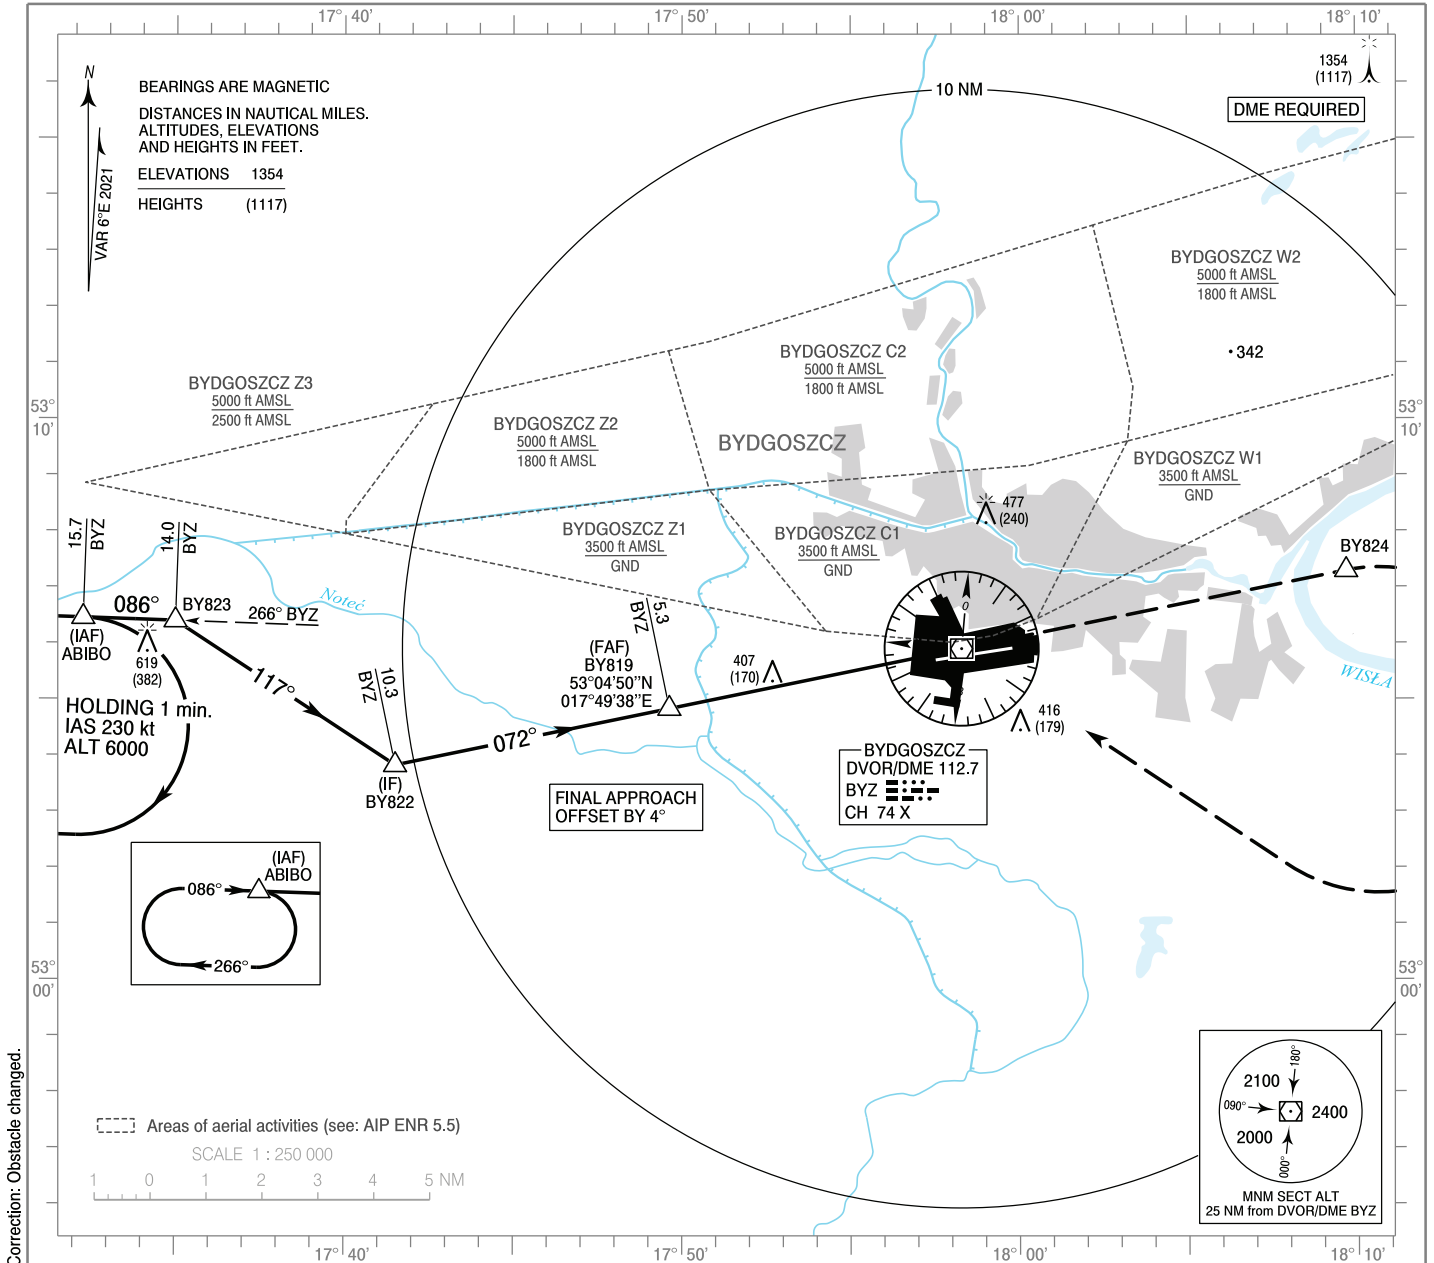 17° 40'
17° 50'
18° 00'
18° 10'
N
VAR 6°E 2021
BEARINGS ARE MAGNETIC
DISTANCES IN NAUTICAL MILES.
ALTITUDES, ELEVATIONS
AND HEIGHTS IN FEET.
ELEVATIONS 1354
HEIGHTS (1117)
10 NM
1354
(1117)
DME REQUIRED
BYDGOSZCZ W2
5000 ft AMSL
1800 ft AMSL
342
BYDGOSZCZ C2
5000 ft AMSL
1800 ft AMSL
BYDGOSZCZ Z3
5000 ft AMSL
2500 ft AMSL
BYDGOSZCZ Z2
5000 ft AMSL
1800 ft AMSL
BYDGOSZCZ
53°
10'
53°
10'
BYDGOSZCZ W1
3500 ft AMSL
GND
477
(240)
BYDGOSZCZ Z1
3500 ft AMSL
GND
BYDGOSZCZ C1
3500 ft AMSL
GND
15.7
BYZ
14.0
BYZ
BY824
Noteć
086°
BY823
266° BYZ
(IAF)
ABIBO
619
(382)
5.3
BYZ
(FAF)
BY819
53°04'50"N
017°49'38"E
407
(170)
0
WISŁA
117°
10.3
BYZ
HOLDING 1 min.
IAS 230 kt
ALT 6000
072°
416
(179)
(IF)
BY822
BYDGOSZCZ
DVOR/DME 112.7
BYZ
CH 74 X
FINAL APPROACH
OFFSET BY 4°
(IAF)
ABIBO
086°
266°
53°
00'
53°
00'
180°
2100
090°
2400
2000
000°
MNM SECT ALT
25 NM from DVOR/DME BYZ
Areas of aerial activities (see: AIP ENR 5.5)
SCALE 1 : 250 000
1 0 1 2 3 4 5 NM
Correction: Obstacle changed.
17° 40'
17° 50'
18° 00'
18° 10'